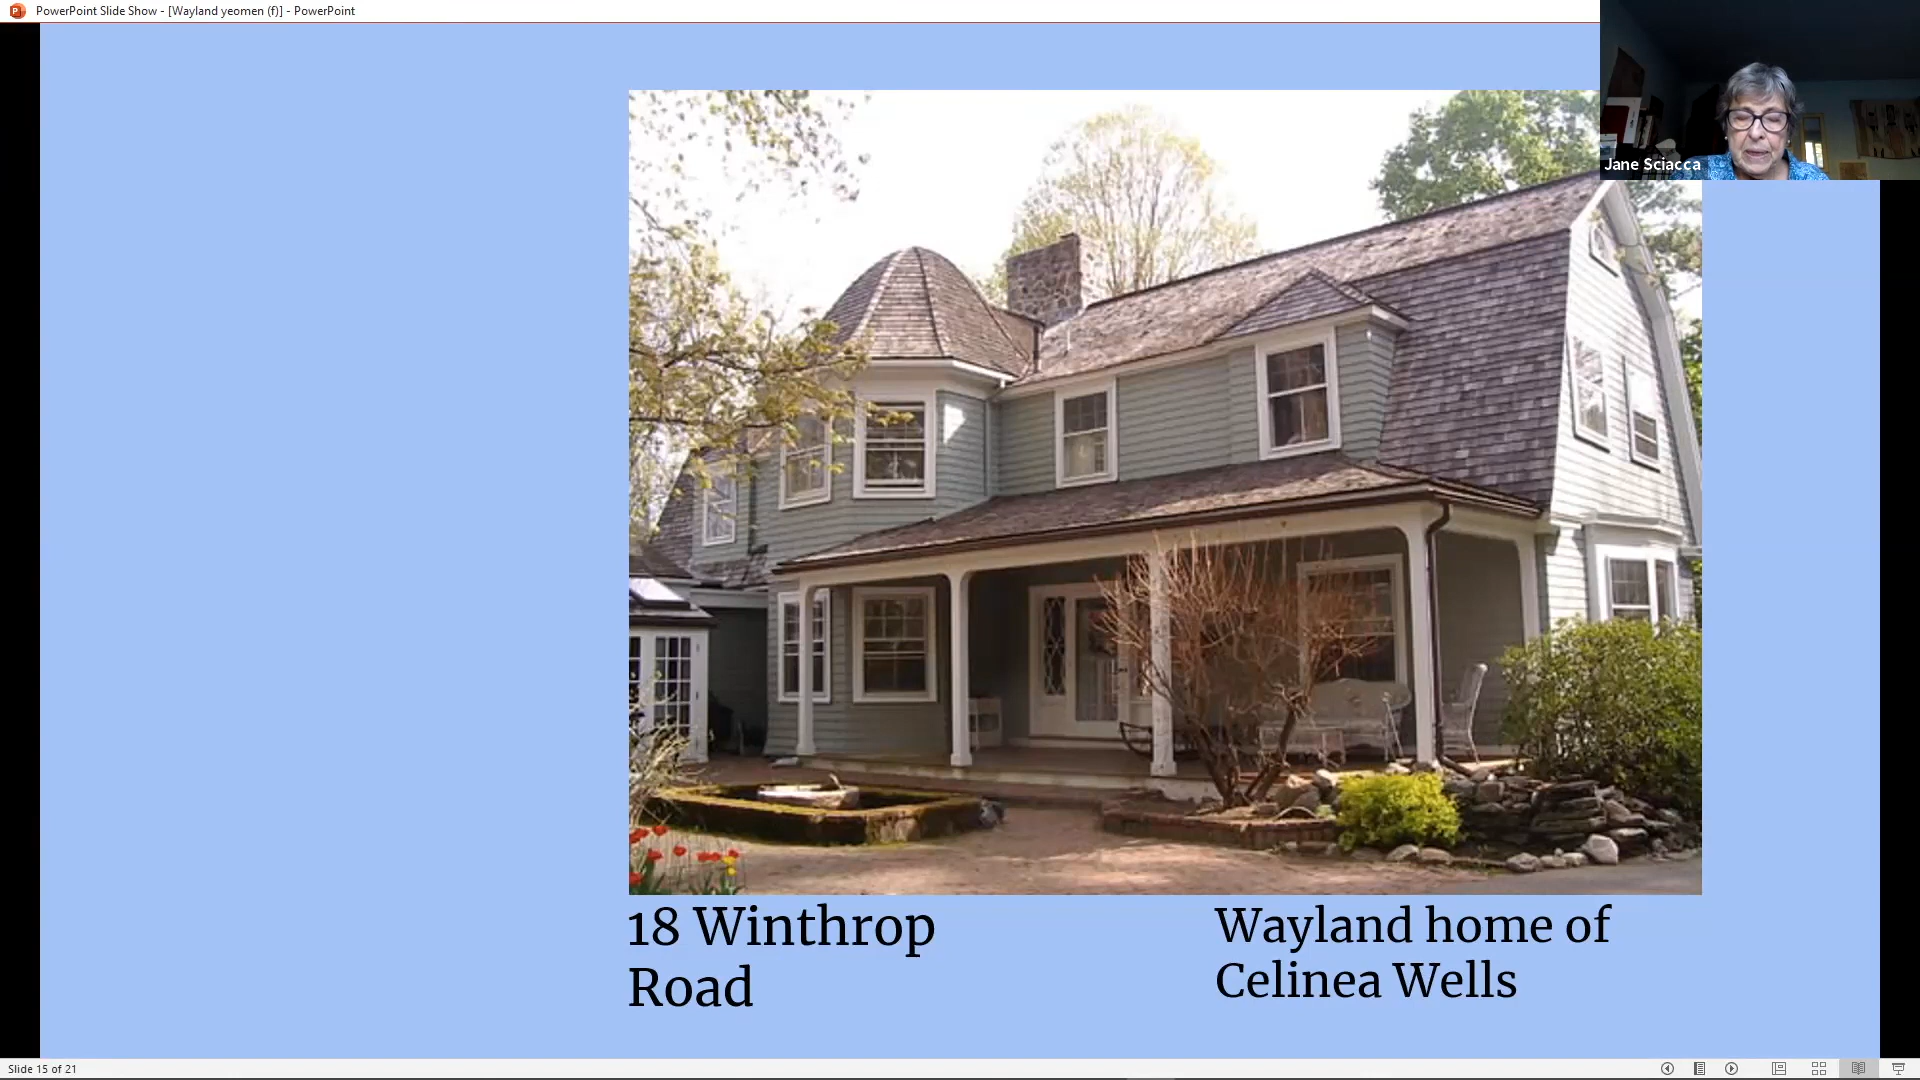 PowerPoint Slide Show - [Wayland yeomen (f)] - PowerPoint
Jane Sciacca
18 Winthrop
Road
Wayland home of
Celinea Wells
Slide 15 of 21